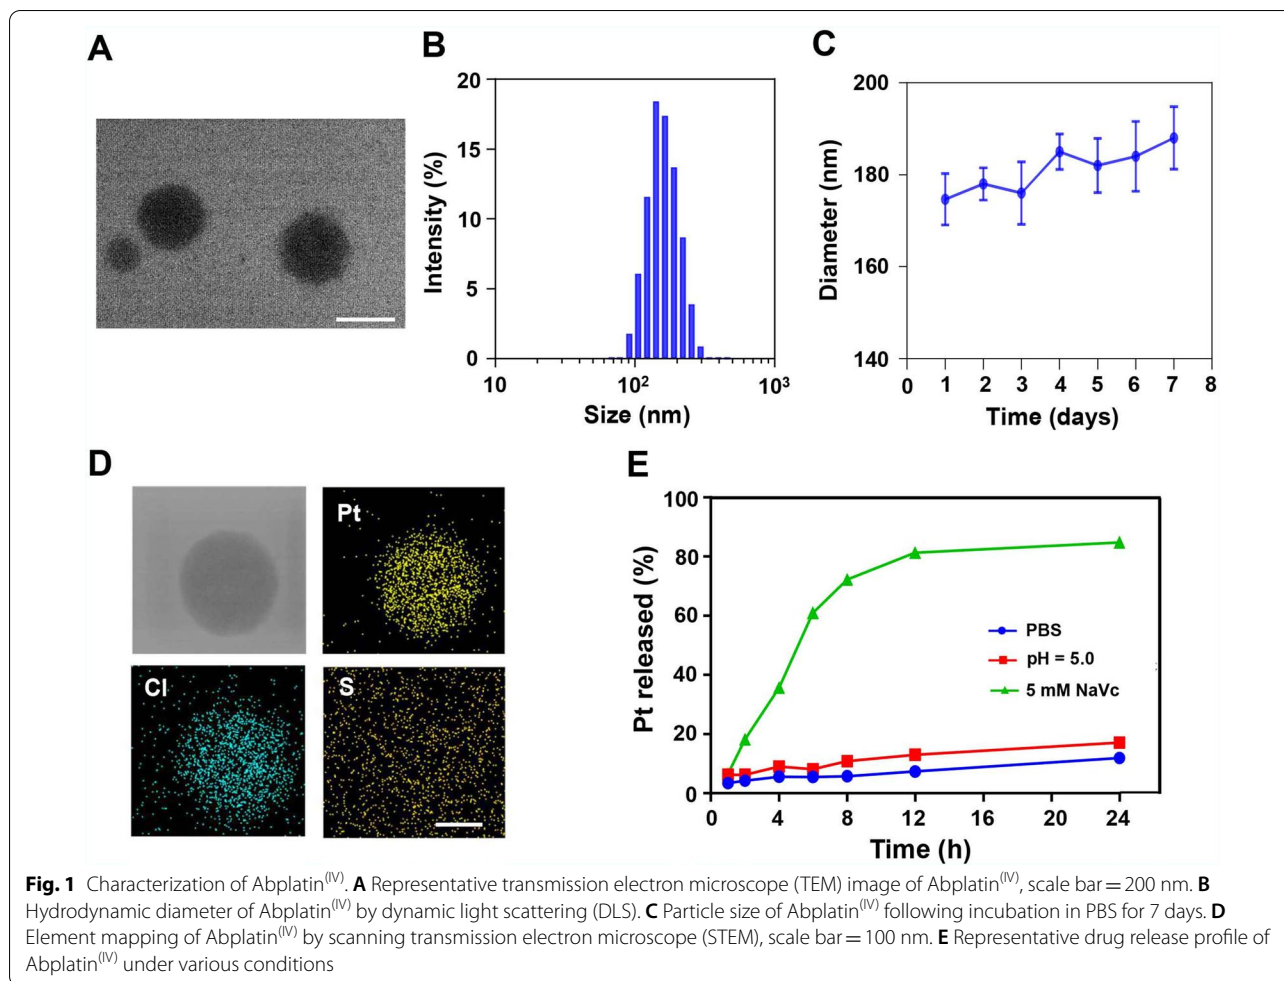 A
B
Intensity (%)
20
15
10
5
0
10
10²
10³
Size (nm)
C
Diameter (nm)
200
180
160
140
0 1 2 3 4 5 6 7 8
Time (days)
D
Pt
Cl
S
E
Pt released (%)
100
80
60
40
20
0
PBS
pH = 5.0
5 mM NaVc
0 4 8 12 16 20 24
Time (h)
Fig. 1 Characterization of Abplatin(IV). A Representative transmission electron microscope (TEM) image of Abplatin(IV), scale bar = 200 nm. B
Hydrodynamic diameter of Abplatin(IV) by dynamic light scattering (DLS). C Particle size of Abplatin(IV) following incubation in PBS for 7 days. D
Element mapping of Abplatin(IV) by scanning transmission electron microscope (STEM), scale bar = 100 nm. E Representative drug release profile of
Abplatin(IV) under various conditions